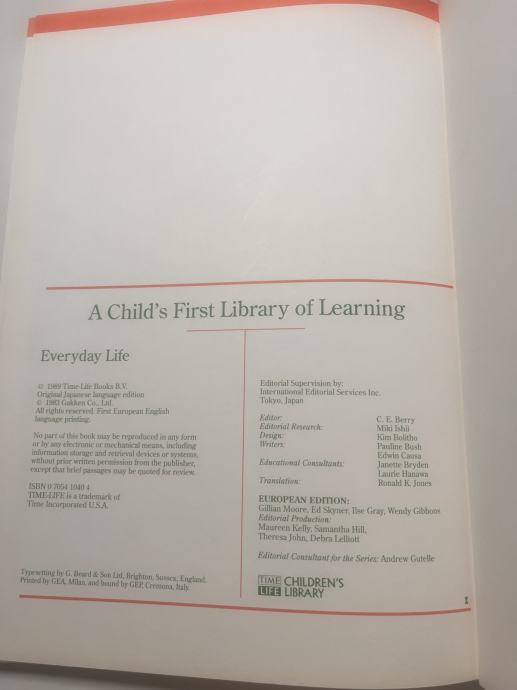 A Child's First Library of Learning
Everyday Life
© 1989 Time-Life Books B.V.
Original Japanese language edition
© 1983 Gakken Co., Ltd.
All rights reserved. First European English
language printing.
No part of this book may be reproduced in any form
or by any electronic or mechanical means, including
information storage and retrieval devices or systems,
without prior written permission from the publisher,
except that brief passages may be quoted for review.
ISBN 0 7054 1040 4
TIME-LIFE is a trademark of
Time Incorporated U.S.A.
Typesetting by G. Beard & Son Ltd, Brighton, Sussex, England.
Printed by GEA, Milan, and bound by GEP, Cremona, Italy.
Editorial Supervision by:
International Editorial Services Inc.
Tokyo, Japan
Editor: C. E. Berry
Editorial Research: Miki Ishii
Design: Kim Bolitho
Writers: Pauline Bush
Edwin Causa
Educational Consultants: Janette Bryden
Laurie Hanawa
Translation: Ronald K. Jones
EUROPEAN EDITION:
Gillian Moore, Ed Skyner, Ilse Gray, Wendy Gibbons
Editorial Production:
Maureen Kelly, Samantha Hill,
Theresa John, Debra Lelliott
Editorial Consultant for the Series: Andrew Gutelle
TIME CHILDREN'S
LIFE LIBRARY